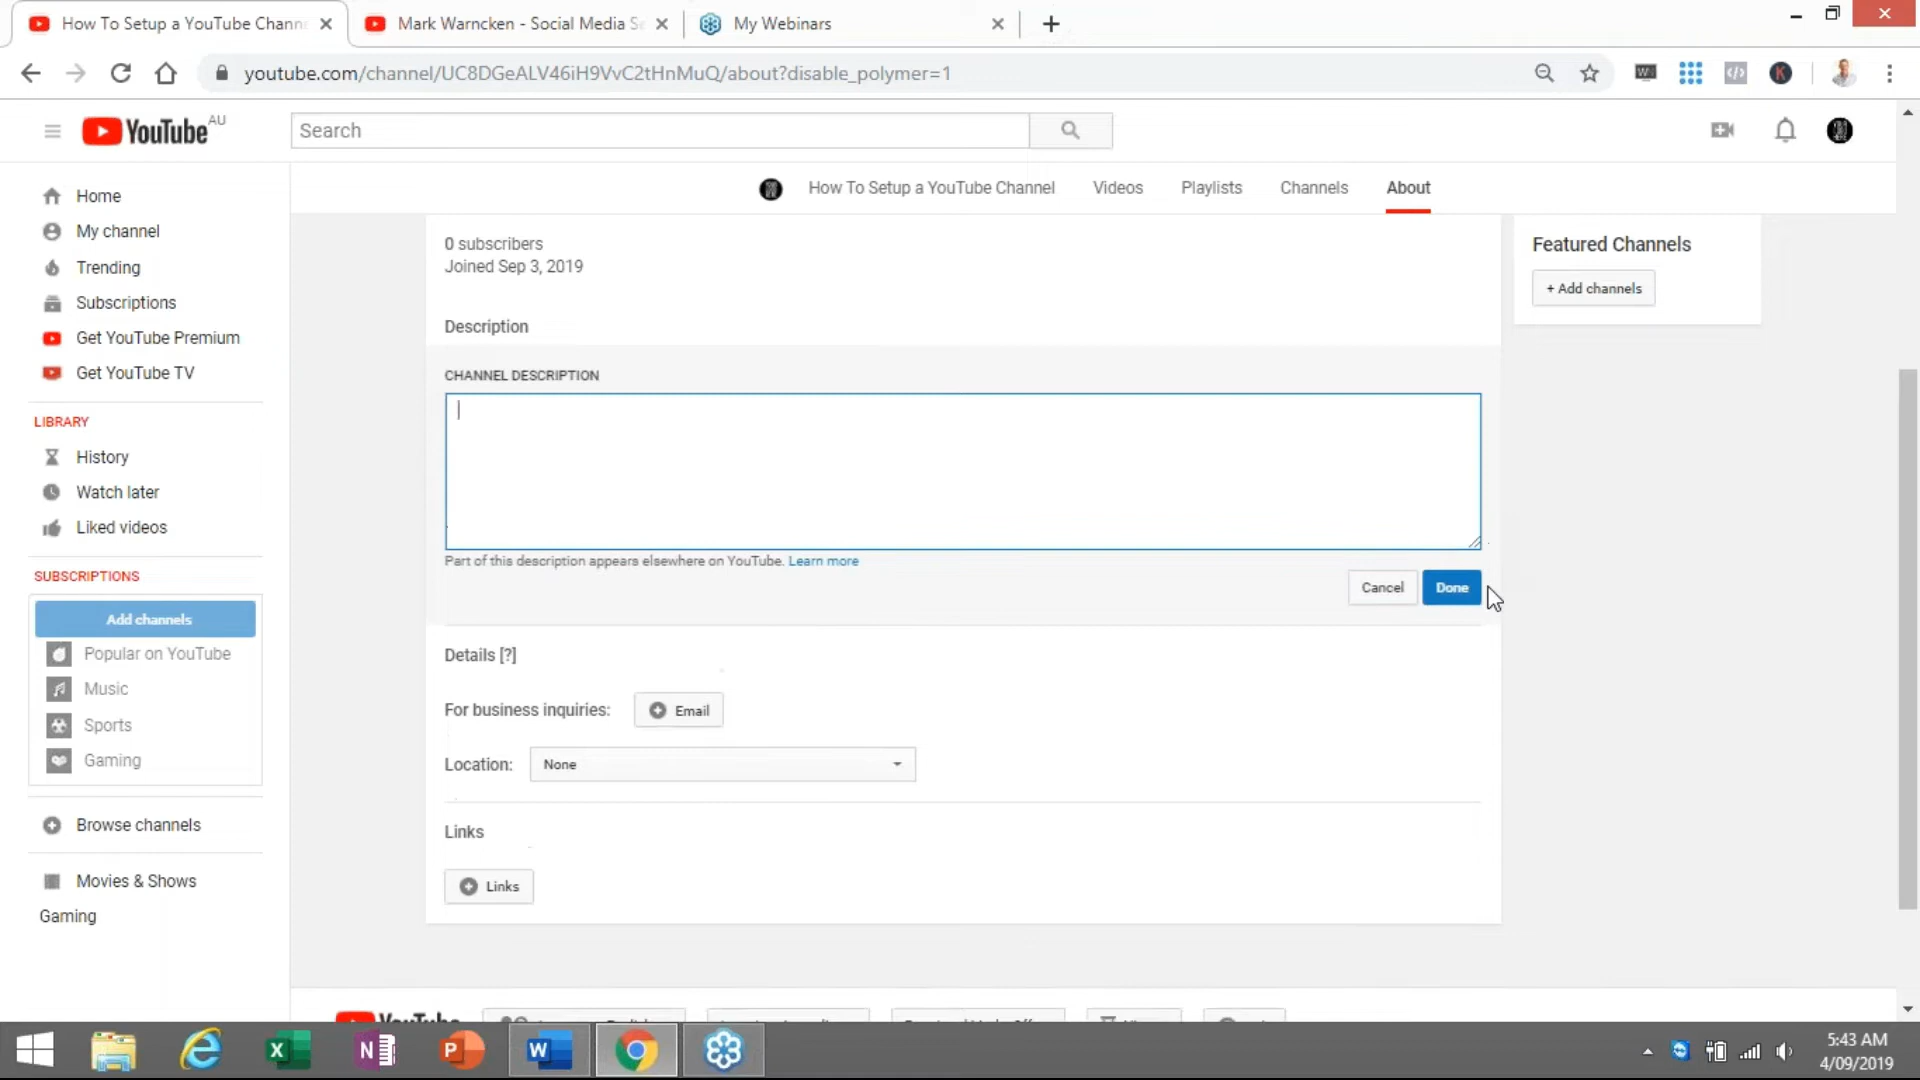 How To Setup a YouTube Chann
Mark Warncken - Social Media S
My Webinars
youtube.com/channel/UC8DGeALV46iH9VvC2tHnMuQ/about?disable_polymer=1
YouTube AU
Search
How To Setup a YouTube Channel
Videos
Playlists
Channels
About
Home
My channel
Trending
Subscriptions
Get YouTube Premium
Get YouTube TV
LIBRARY
History
Watch later
Liked videos
SUBSCRIPTIONS
Add channels
Popular on YouTube
Music
Sports
Gaming
Browse channels
Movies & Shows
Gaming
0 subscribers
Joined Sep 3, 2019
Description
CHANNEL DESCRIPTION
Part of this description appears elsewhere on YouTube. Learn more
Cancel
Done
Details [?]
For business inquiries:
Email
Location:
None
Links
Links
Featured Channels
+ Add channels
YouTube
5:43 AM
4/09/2019